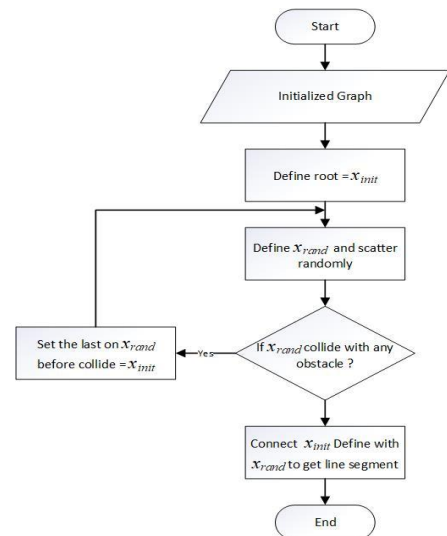 Start
Initialized Graph
Define root = x_init
Define x_rand and scatter
randomly
If x_rand collide with any
obstacle ?
Yes
Set the last on x_rand
before collide = x_init
Connect x_init Define with
x_rand to get line segment
End